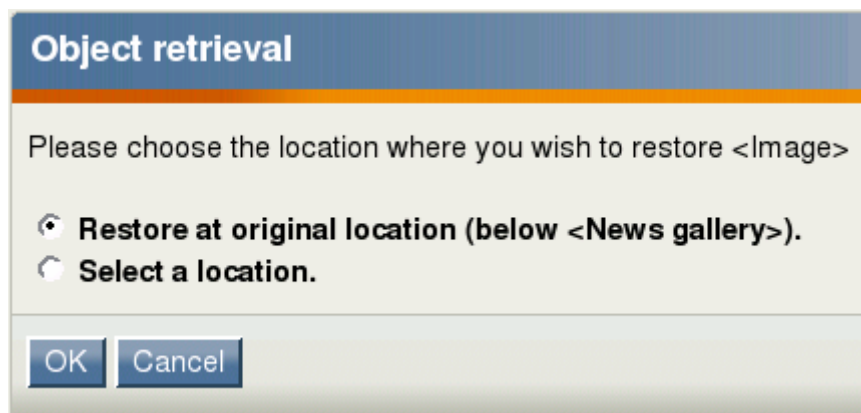 Object retrieval
Please choose the location where you wish to restore <Image>
Restore at original location (below <News gallery>).
Select a location.
OK Cancel